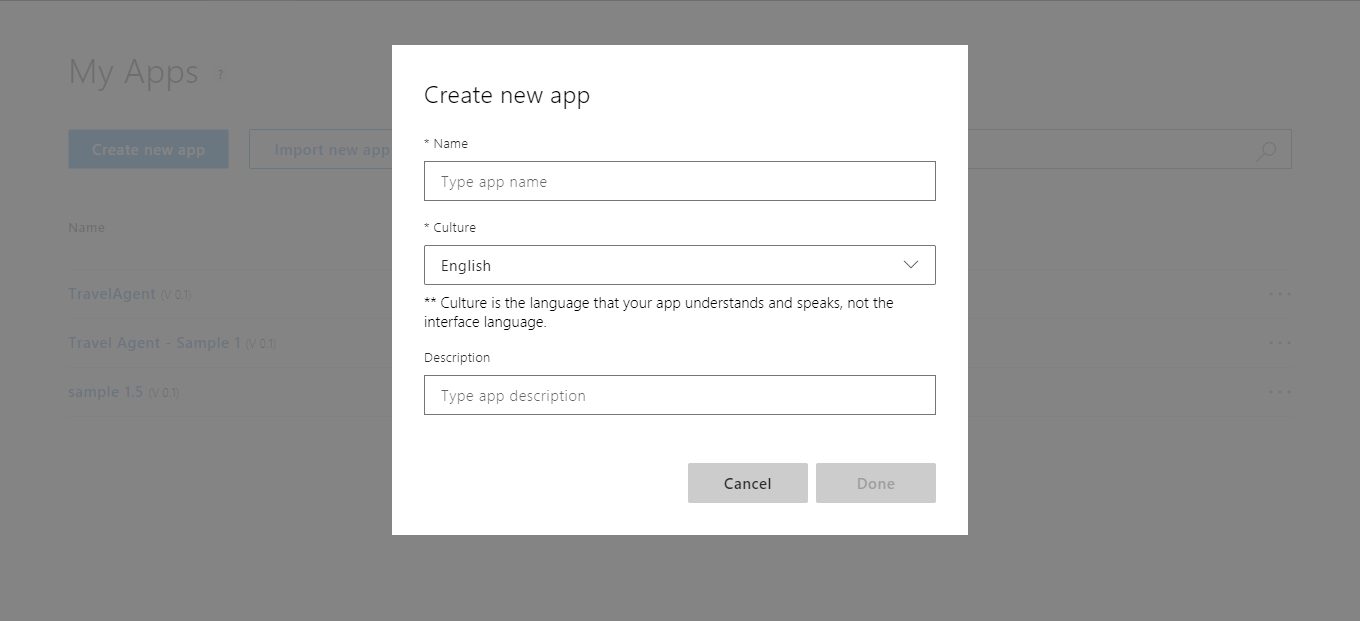 My Apps ?
Create new app
Import new app
Name
TravelAgent (V 0.1)
Travel Agent - Sample 1 (V 0.1)
sample 1.5 (V 0.1)
Create new app
* Name
Type app name
* Culture
English
** Culture is the language that your app understands and speaks, not the
interface language.
Description
Type app description
Cancel
Done